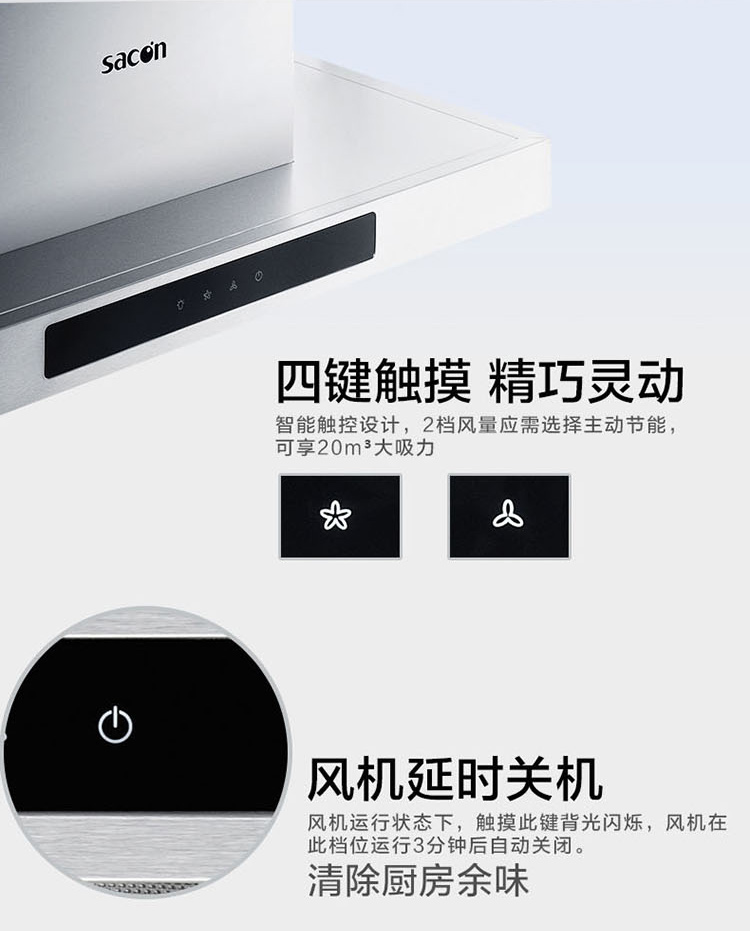 sacon
四键触摸 精巧灵动
智能触控设计，2档风量应需选择主动节能，
可享20m³大吸力
风机延时关机
风机运行状态下，触摸此键背光闪烁，风机在
此档位运行3分钟后自动关闭。
清除厨房余味